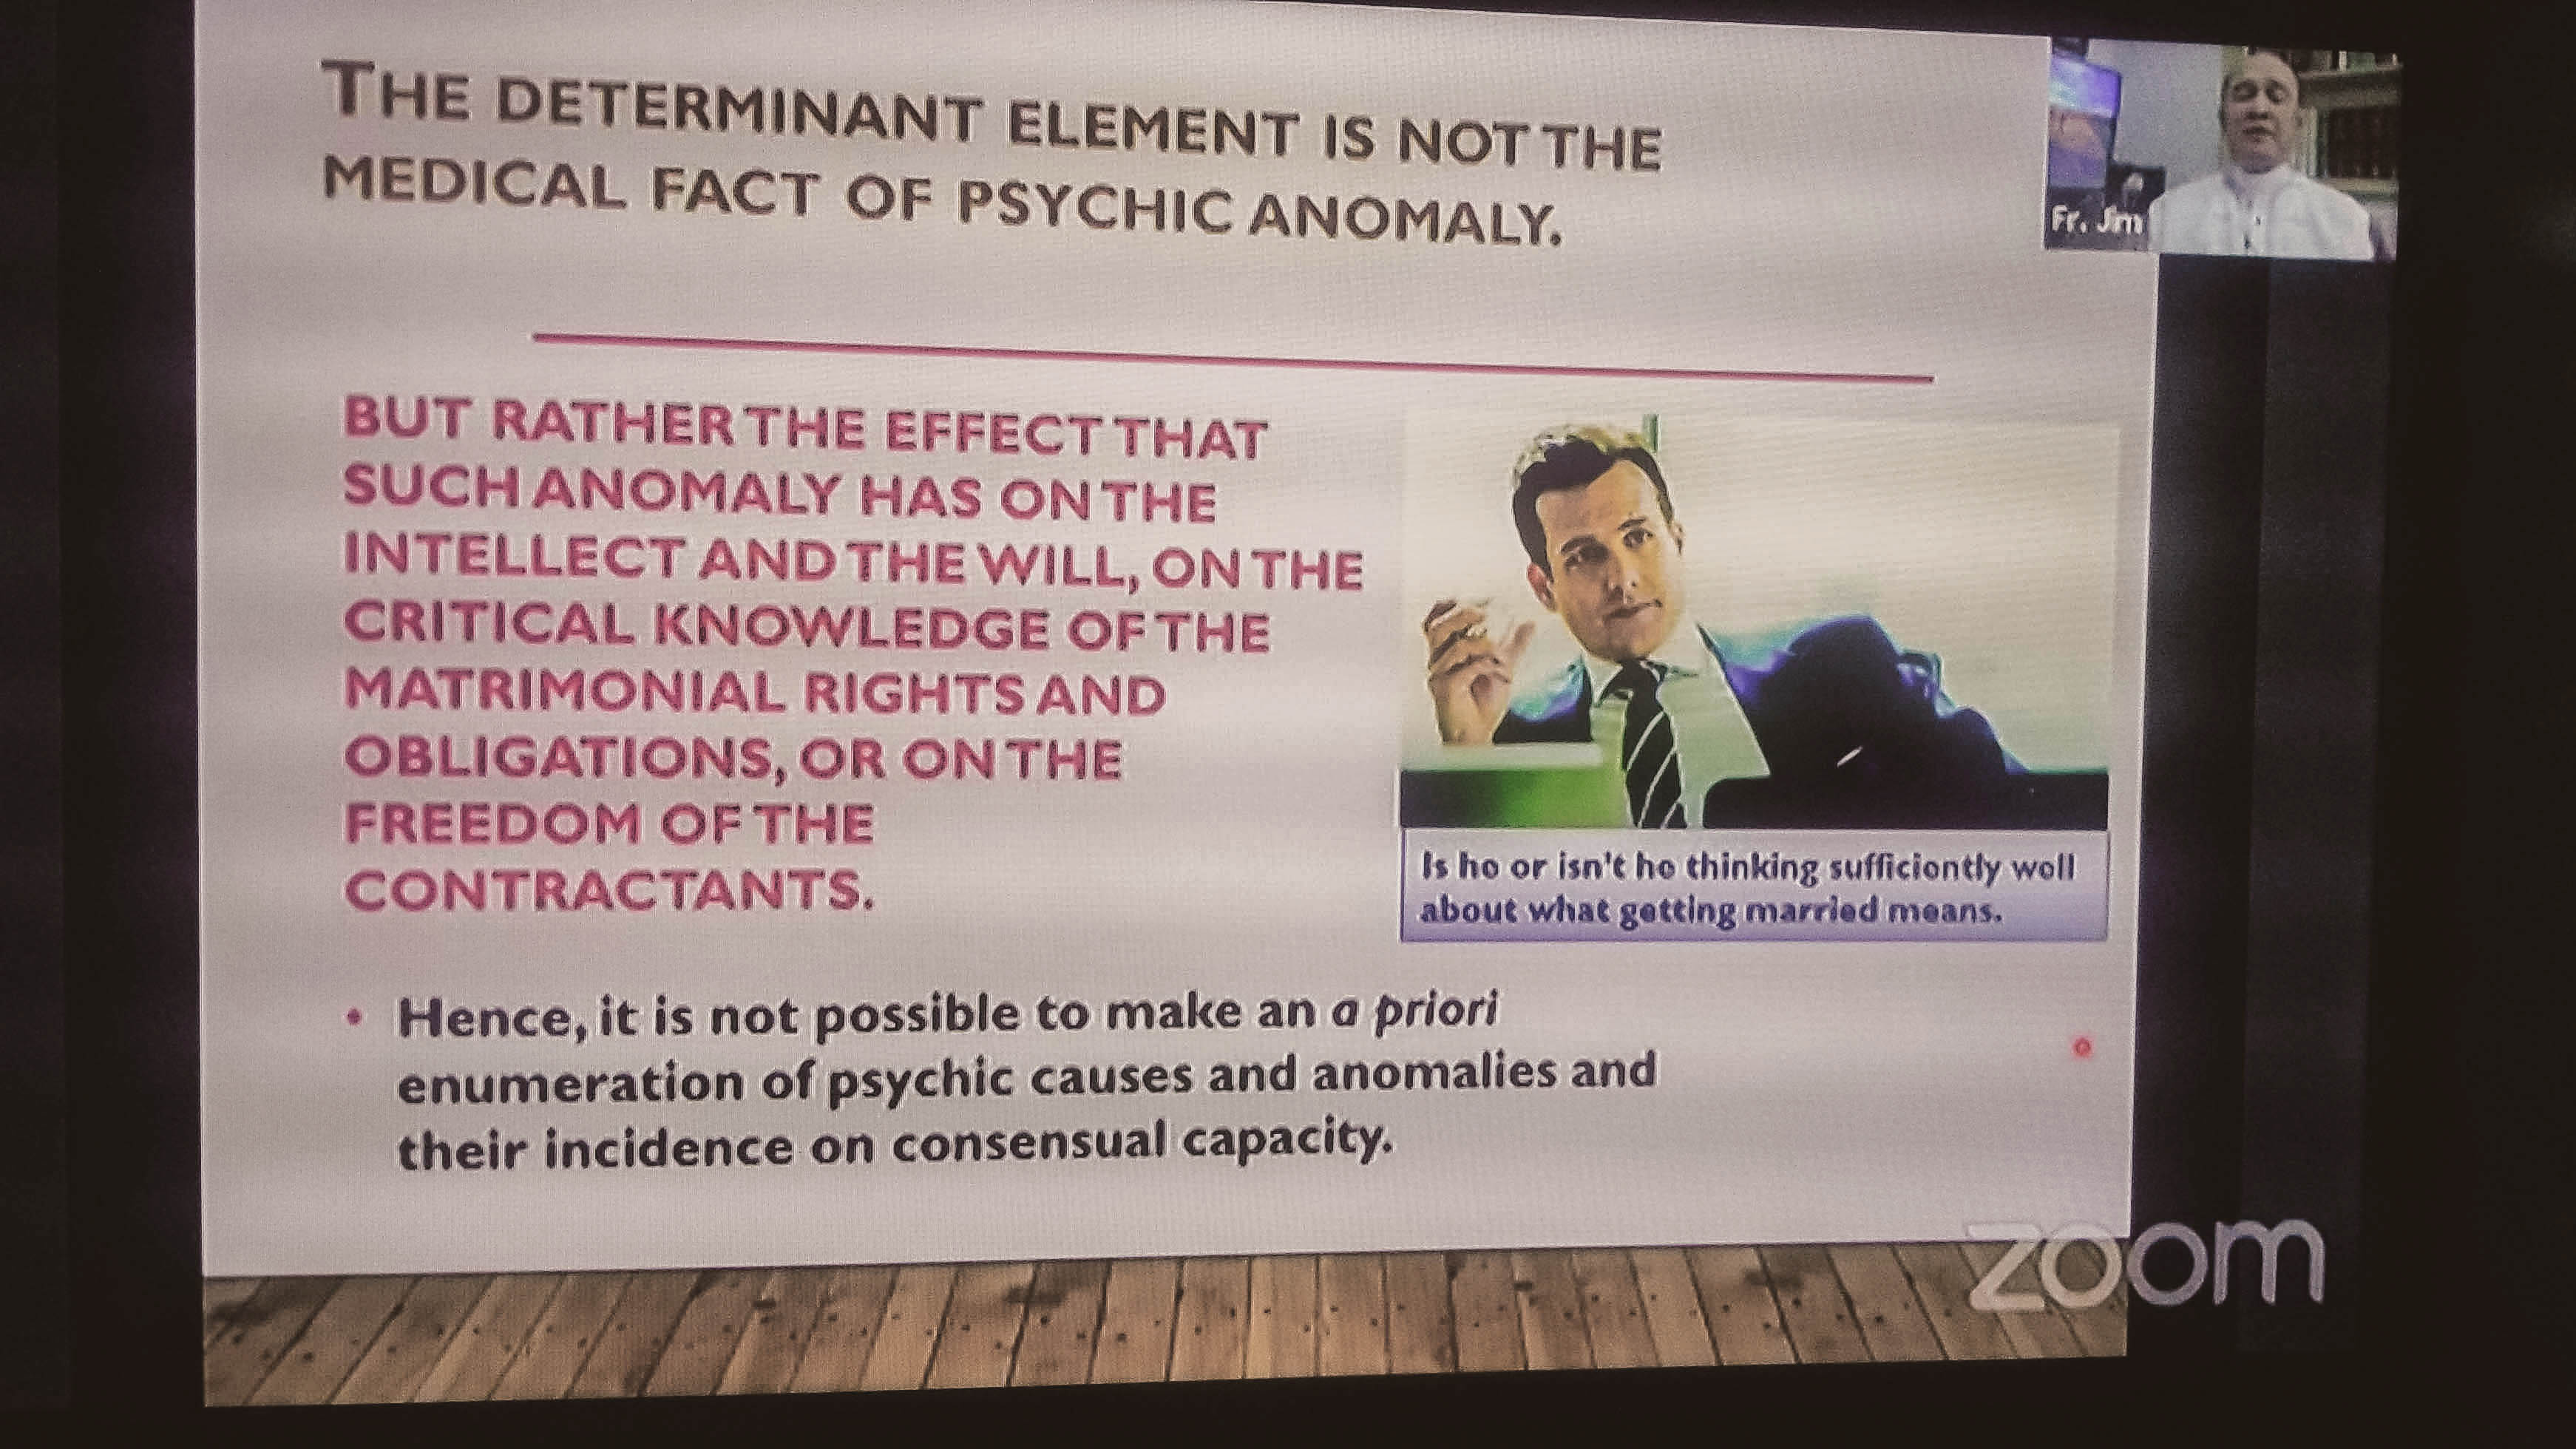 THE DETERMINANT ELEMENT IS NOT THE
MEDICAL FACT OF PSYCHIC ANOMALY.
Fr. Jim
BUT RATHER THE EFFECT THAT
SUCH ANOMALY HAS ON THE
INTELLECT AND THE WILL, ON THE
CRITICAL KNOWLEDGE OF THE
MATRIMONIAL RIGHTS AND
OBLIGATIONS, OR ON THE
FREEDOM OF THE
CONTRACTANTS.
Is he or isn't he thinking sufficiently well
about what getting married means.
• Hence, it is not possible to make an a priori
enumeration of psychic causes and anomalies and
their incidence on consensual capacity.
zoom